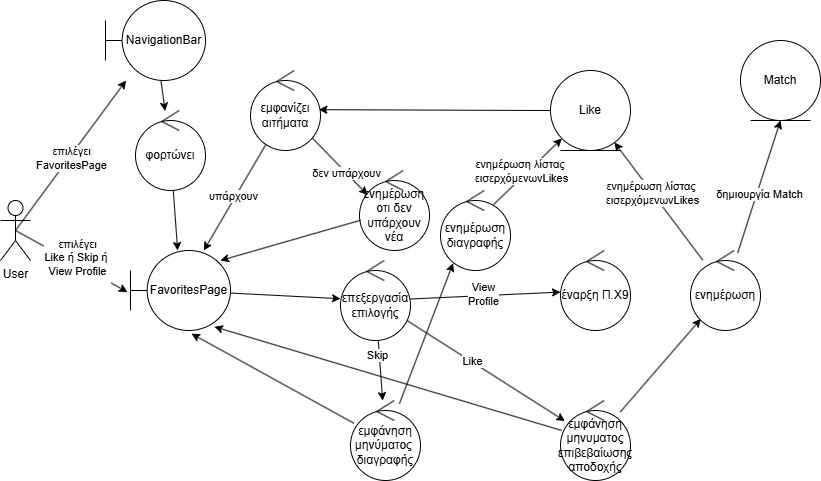 NavigationBar
Match
Like
εμφανίζει
αιτήματα
επιλέγει
FavoritesPage
φορτώνει
ενημέρωση λίστας
εισερχόμενωνLikes
δεν υπάρχουν
υπάρχουν
ενημέρωση
οτι δεν
υπάρχουν
νέα
ενημέρωση λίστας
εισερχόμενωνLikes
δημιουργία Match
ενημέρωση
διαγραφής
User
επιλέγει
Like ή Skip ή
View Profile
FavoritesPage
επεξεργασία
επιλογής
View
Profile
έναρξη Π.Χ9
ενημέρωση
Skip
Like
εμφάνηση
μηνύματος
διαγραφής
εμφάνηση
μηνυματος
επιβεβαίωσης
αποδοχής